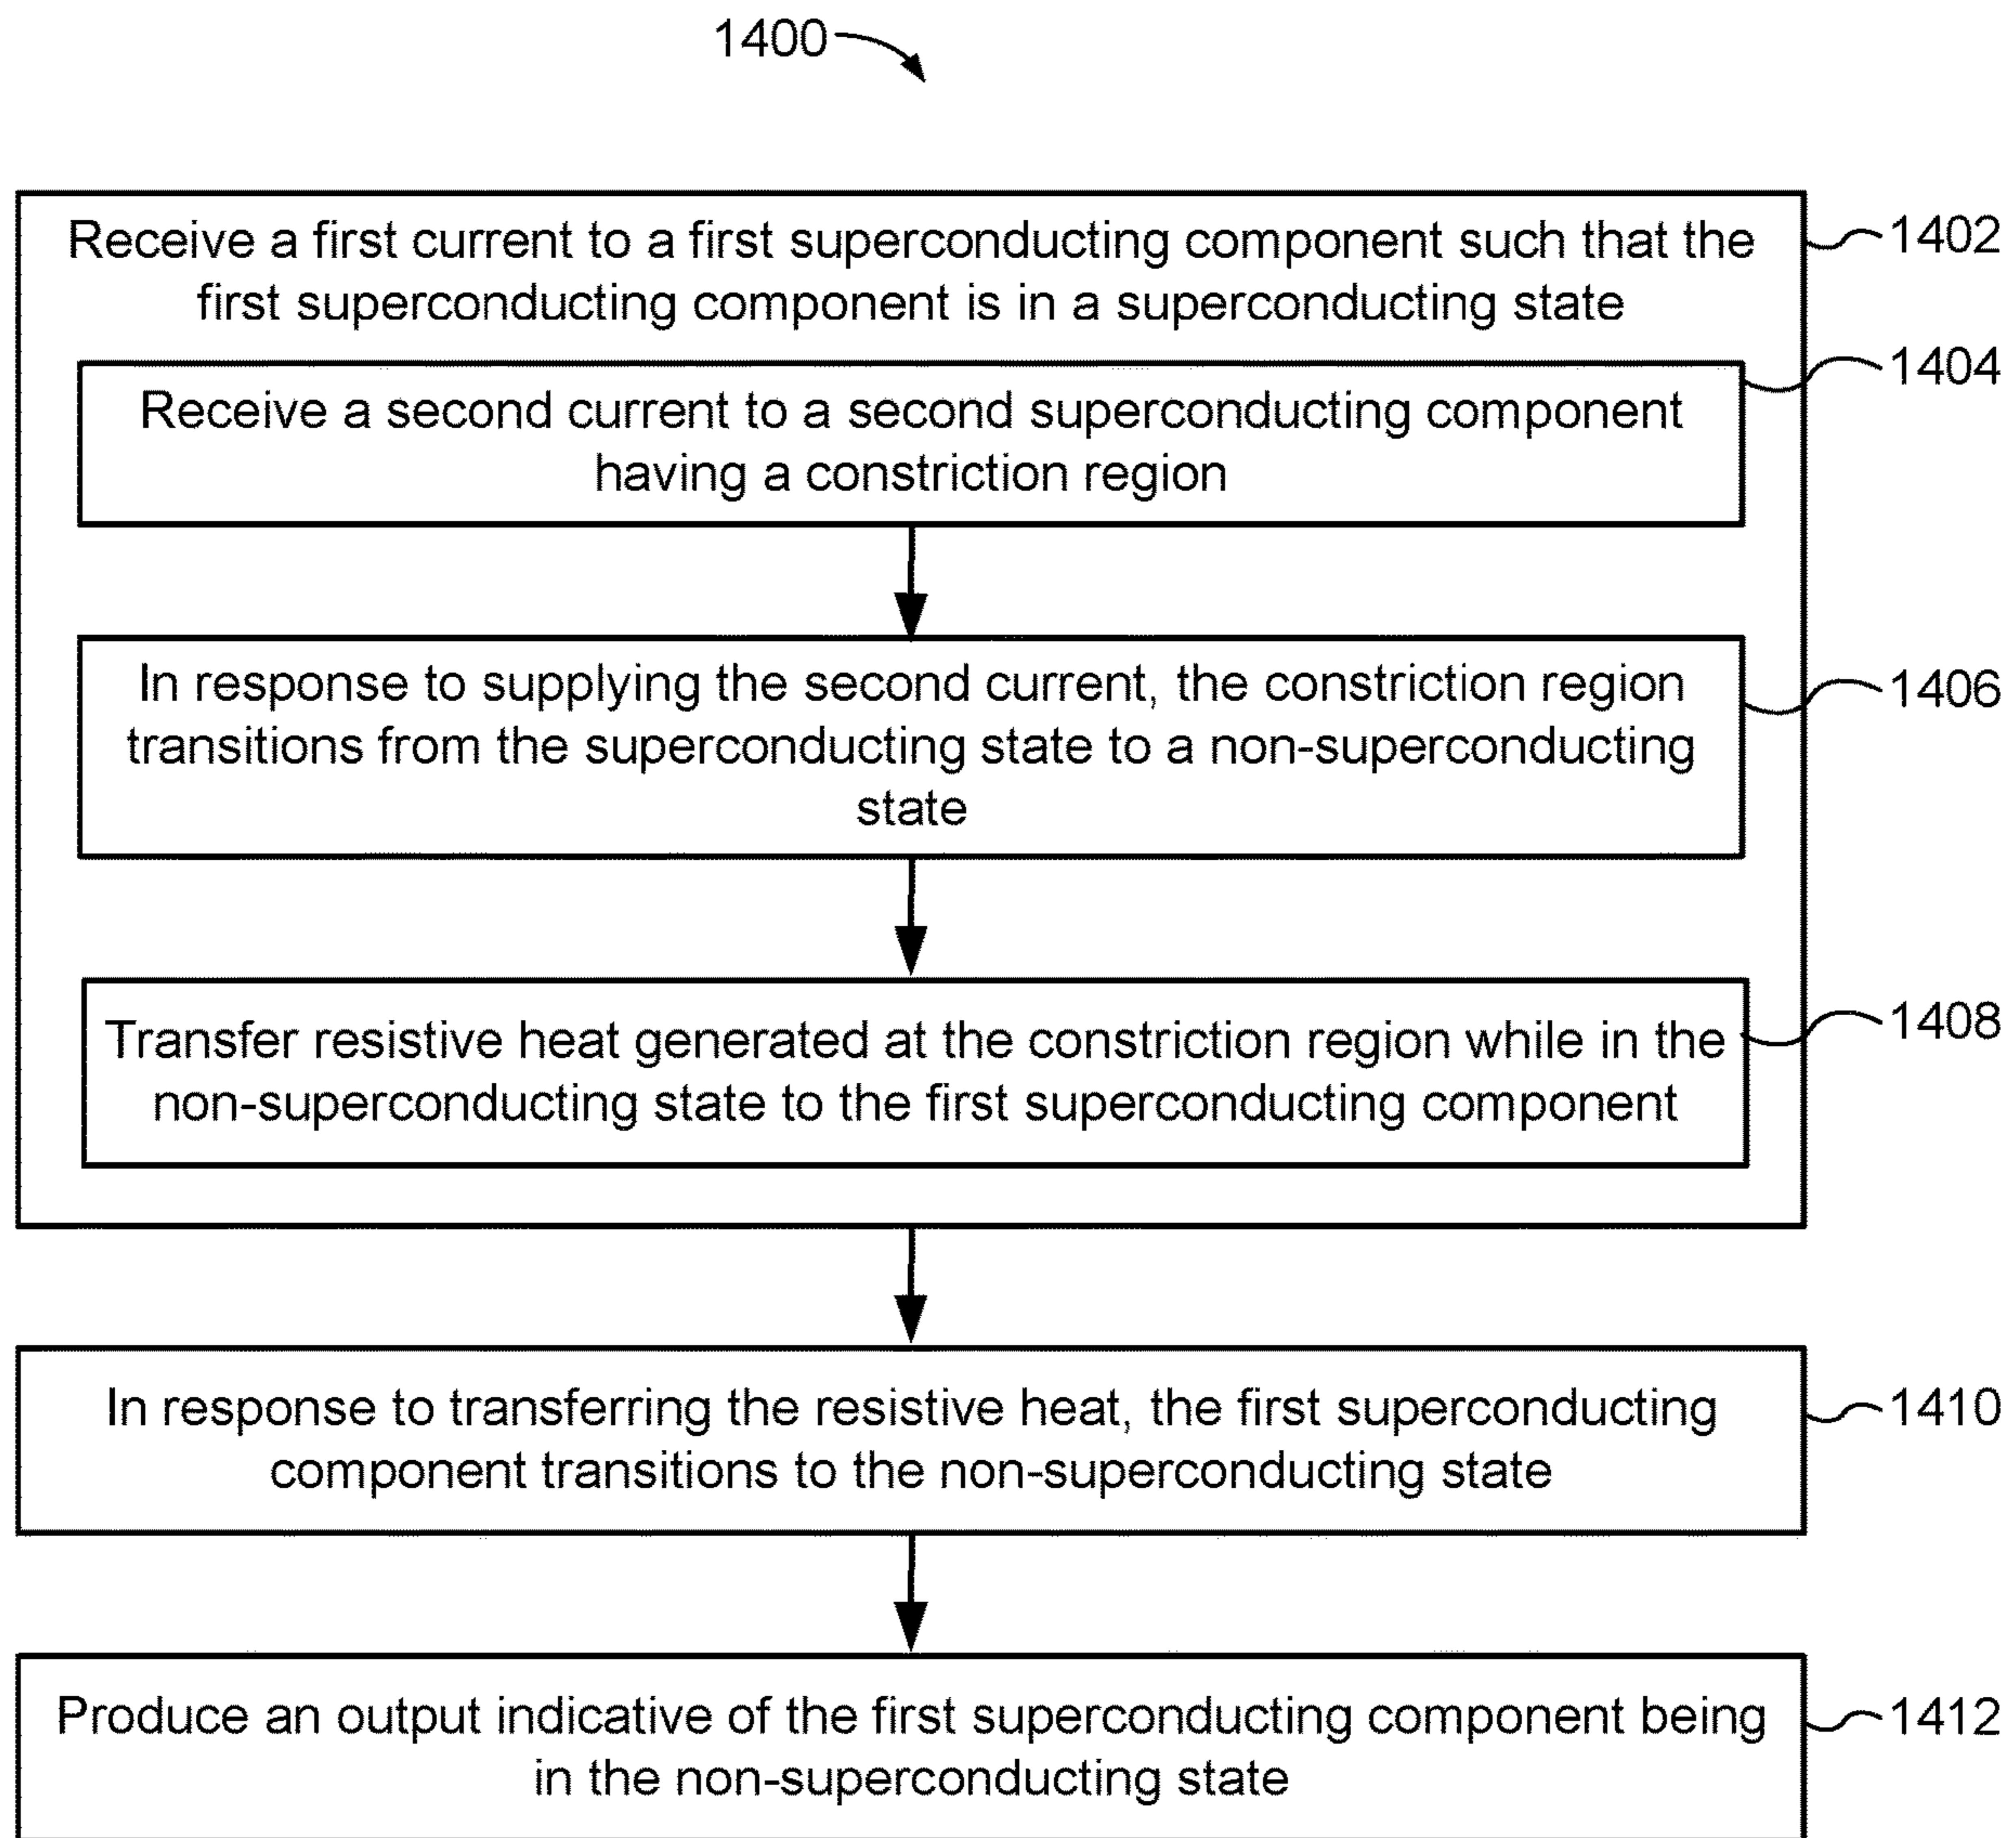 1400
Receive a first current to a first superconducting component such that the
first superconducting component is in a superconducting state
1402
Receive a second current to a second superconducting component
having a constriction region
1404
In response to supplying the second current, the constriction region
transitions from the superconducting state to a non-superconducting
state
1406
Transfer resistive heat generated at the constriction region while in the
non-superconducting state to the first superconducting component
1408
In response to transferring the resistive heat, the first superconducting
component transitions to the non-superconducting state
1410
Produce an output indicative of the first superconducting component being
in the non-superconducting state
1412